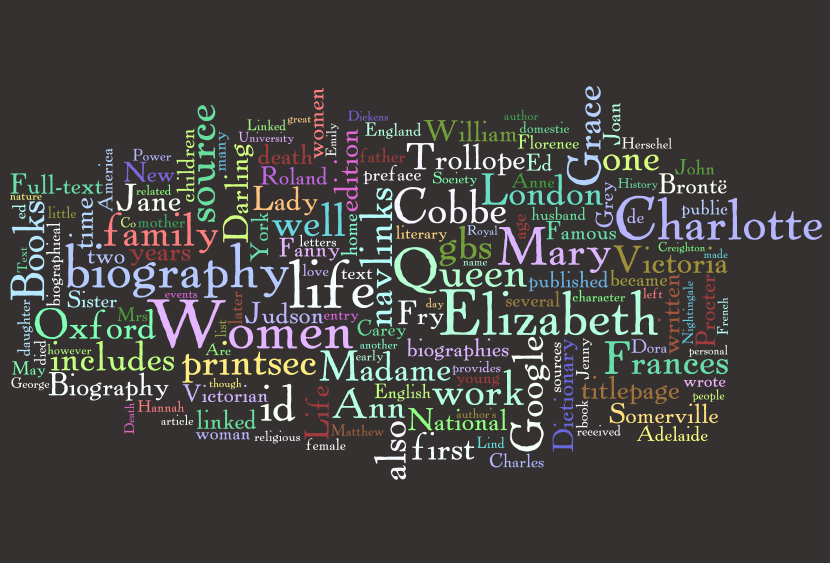 Women
life
Elizabeth
Charlotte
Queen
biography
Mary
Cobbe
Oxford
Madame
work
Books
family
Google
Frances
Grace
London
Victoria
Trollope
Ann
id
well
source
printsec
navlinks
gbs
one
Life
also
first
includes
Biography
Jane
Lady
Darling
edition
William
Ed
Fry
National
Dictionary
titlepage
Somerville
Adelaide
Procter
written
Brontë
Famous
Judson
Full-text
New
time
years
two
Sister
Mrs
May
George
died
however
daughter
biographical
little
ed
nature
Text
America
Power
related
Co
mother
children
many
University
Linked
great
women
Emily
death
Roland
York
Fanny
letters
love
text
home
father
preface
England
Dickens
Society
literary
Royal
name
day
Anne
age
husband
author
domestic
Florence
Joan
Herschel
John
History
Grey
de
public
Creighton
made
became
published
several
character
left
Nightingale
French
personal
wrote
people
Dora
Jenny
sources
book
received
Lind
Charles
author's
English
young
provides
biographies
another
early
Carey
entry
later
list
events
Arc
though
Victorian
linked
woman
Hannah
article
Death
religious
female
Matthew